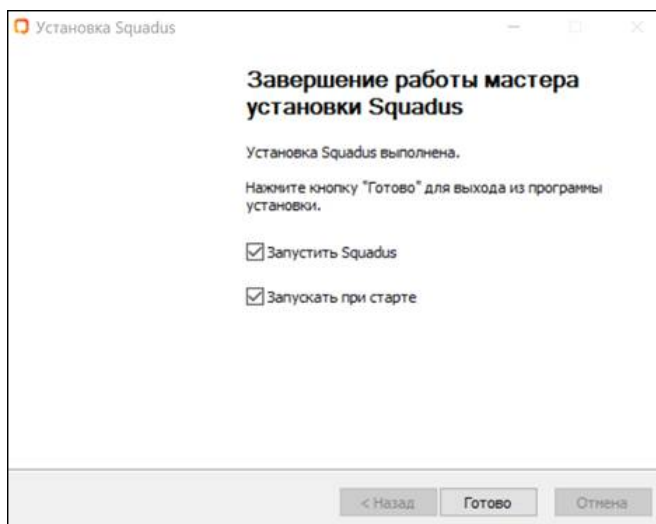 Установка Squadus
Завершение работы мастера
установки Squadus
Установка Squadus выполнена.
Нажмите кнопку "Готово" для выхода из программы
установки.
Запустить Squadus
Запускать при старте
< Назад
Готово
Отмена